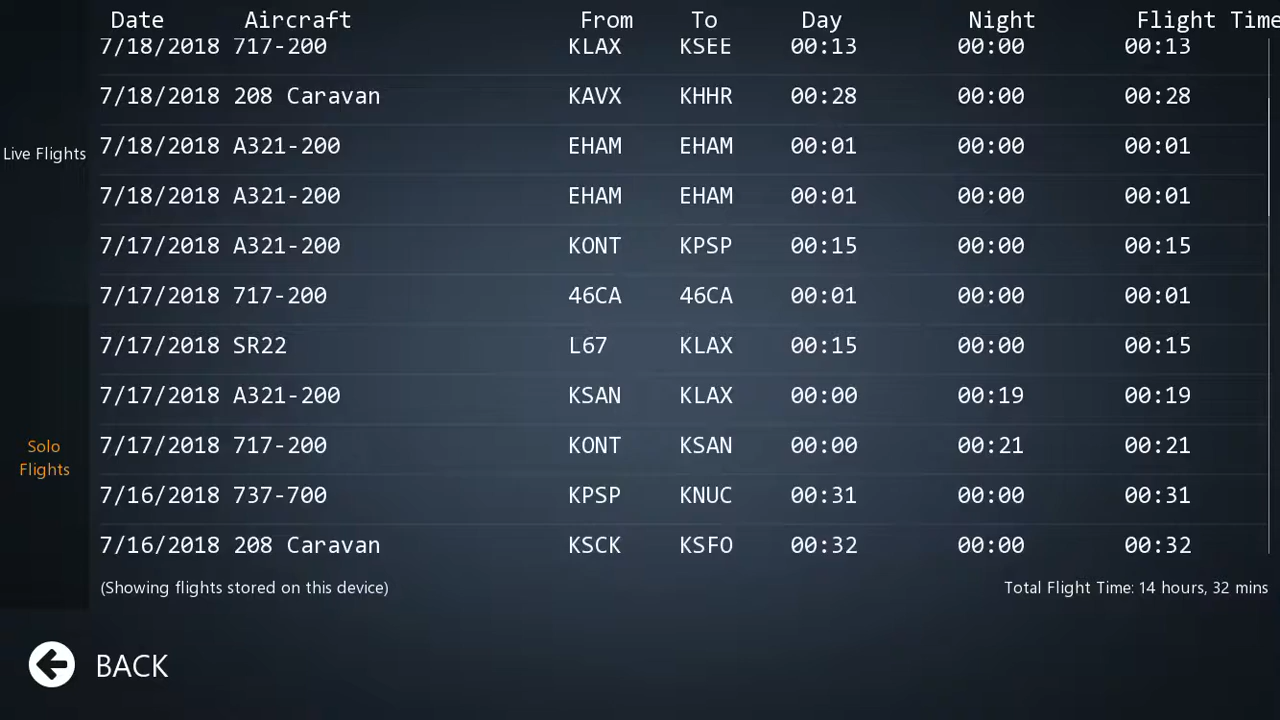 Date Aircraft From To Day Night Flight Time
7/18/2018 717-200 KLAX KSEE 00:13 00:00 00:13
7/18/2018 208 Caravan KAVX KHHR 00:28 00:00 00:28
Live Flights
7/18/2018 A321-200 EHAM EHAM 00:01 00:00 00:01
7/18/2018 A321-200 EHAM EHAM 00:01 00:00 00:01
7/17/2018 A321-200 KONT KPSP 00:15 00:00 00:15
7/17/2018 717-200 46CA 46CA 00:01 00:00 00:01
7/17/2018 SR22 L67 KLAX 00:15 00:00 00:15
7/17/2018 A321-200 KSAN KLAX 00:00 00:19 00:19
7/17/2018 717-200 KONT KSAN 00:00 00:21 00:21
Solo
Flights
7/16/2018 737-700 KPSP KNUC 00:31 00:00 00:31
7/16/2018 208 Caravan KSCK KSFO 00:32 00:00 00:32
(Showing flights stored on this device) Total Flight Time: 14 hours, 32 mins
BACK